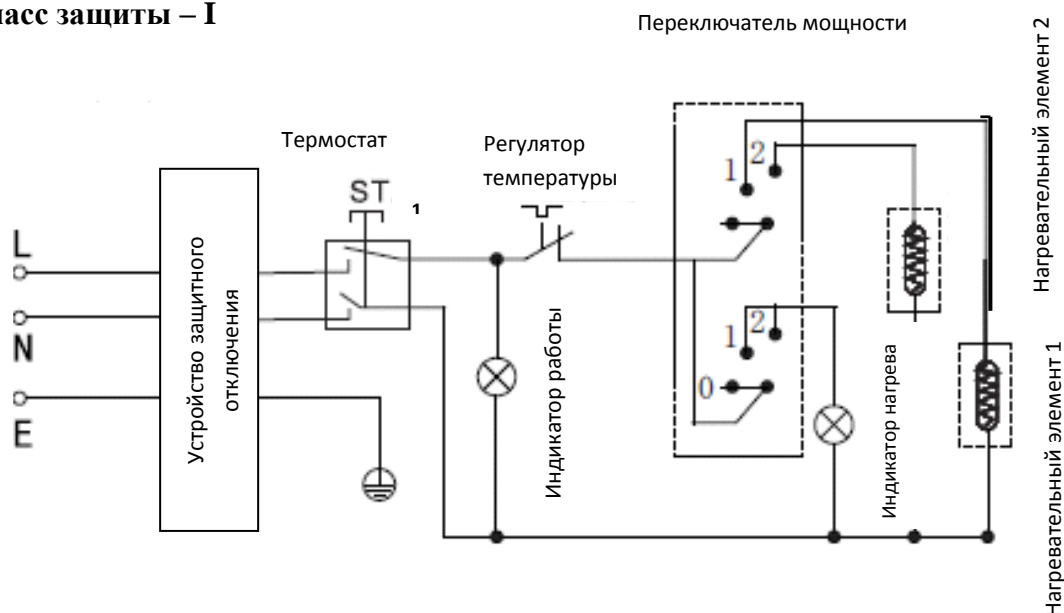 ласс защиты – I
Переключатель мощности
Нагревательный элемент 2
Термостат
Регулятор
температуры
ST
1
1
2
L
N
E
Устройство защитного
отключения
Индикатор работы
1
2
0
Индикатор нагрева
Нагревательный элемент 1